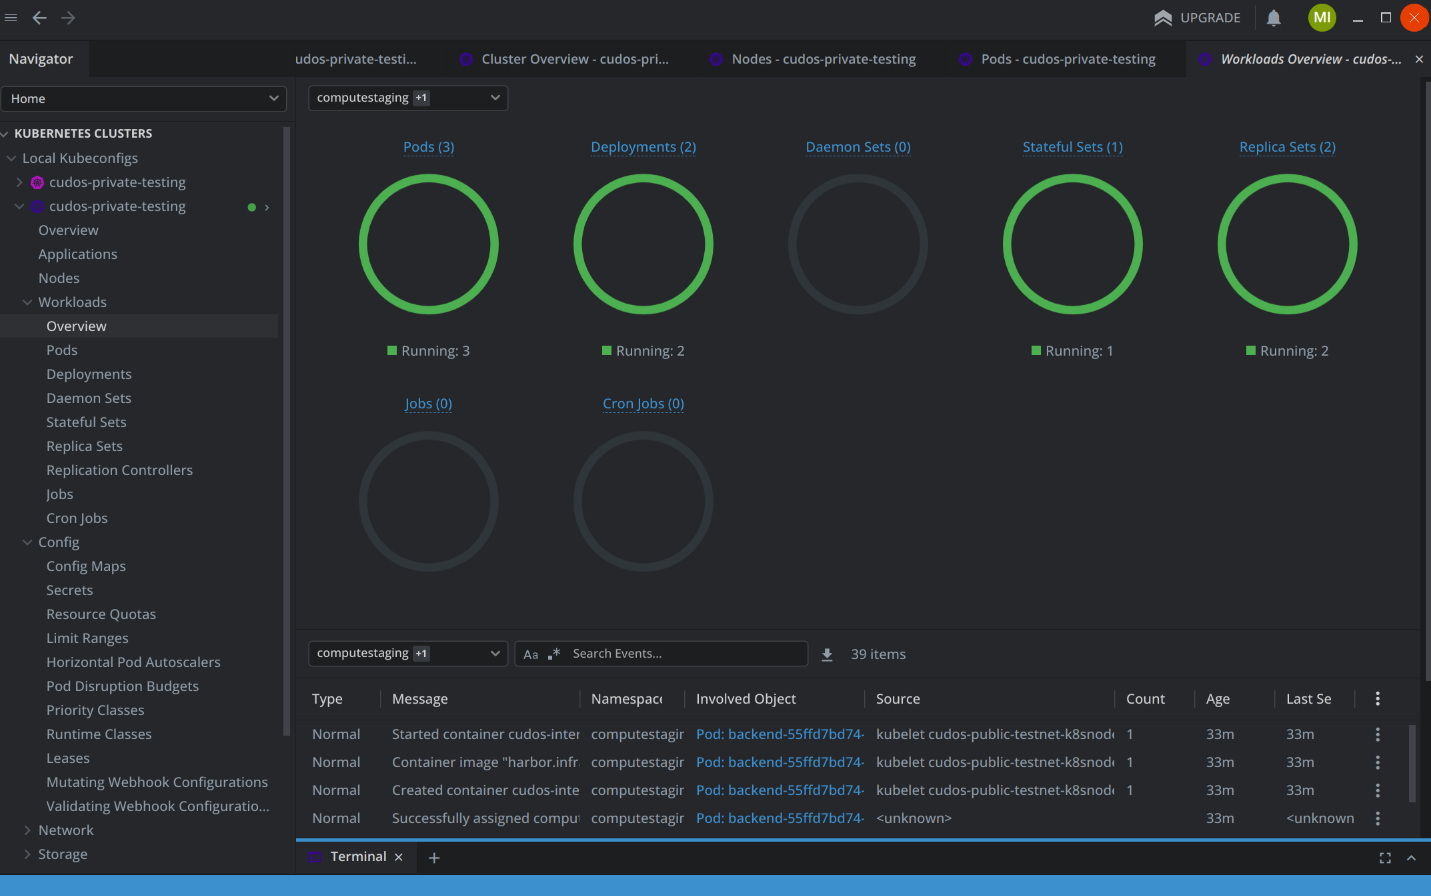 UPGRADE
MI
Navigator
udos-private-testi...
Cluster Overview - cudos-pri...
Nodes - cudos-private-testing
Pods - cudos-private-testing
Workloads Overview - cudos-...
Home
computestaging +1
KUBERNETES CLUSTERS
Local Kubeconfigs
cudos-private-testing
cudos-private-testing
Overview
Applications
Nodes
Workloads
Overview
Pods
Deployments
Daemon Sets
Stateful Sets
Replica Sets
Replication Controllers
Jobs
Cron Jobs
Config
Config Maps
Secrets
Resource Quotas
Limit Ranges
Horizontal Pod Autoscalers
Pod Disruption Budgets
Priority Classes
Runtime Classes
Leases
Mutating Webhook Configurations
Validating Webhook Configuratio...
Network
Storage
Pods (3)
Deployments (2)
Daemon Sets (0)
Stateful Sets (1)
Replica Sets (2)
Running: 3
Running: 2
Running: 1
Running: 2
Jobs (0)
Cron Jobs (0)
computestaging +1
Aa .* Search Events...
39 items
Type Message Namespac Involved Object Source Count Age Last Se
Normal Started container cudos-inter computestagir Pod: backend-55ffd7bd74- kubelet cudos-public-testnet-k8snode 1 33m 33m
Normal Container image "harbor.infr computestagir Pod: backend-55ffd7bd74- kubelet cudos-public-testnet-k8snode 1 33m 33m
Normal Created container cudos-inte computestagir Pod: backend-55ffd7bd74- kubelet cudos-public-testnet-k8snode 1 33m 33m
Normal Successfully assigned compu computestagir Pod: backend-55ffd7bd74- <unknown> 33m <unknown
Terminal